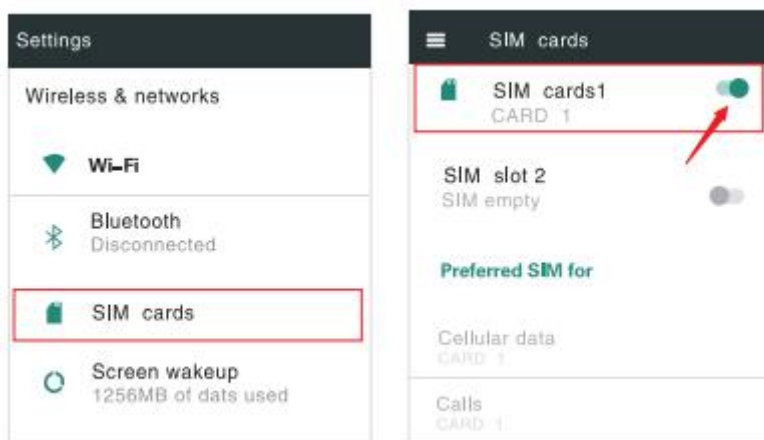 Settings
Wireless & networks
Wi-Fi
Bluetooth
Disconnected
SIM cards
Screen wakeup
1256MB of dats used
SIM cards
SIM cards1
CARD 1
SIM slot 2
SIM empty
Preferred SIM for
Cellular data
CARD 1
Calls
CARD 1